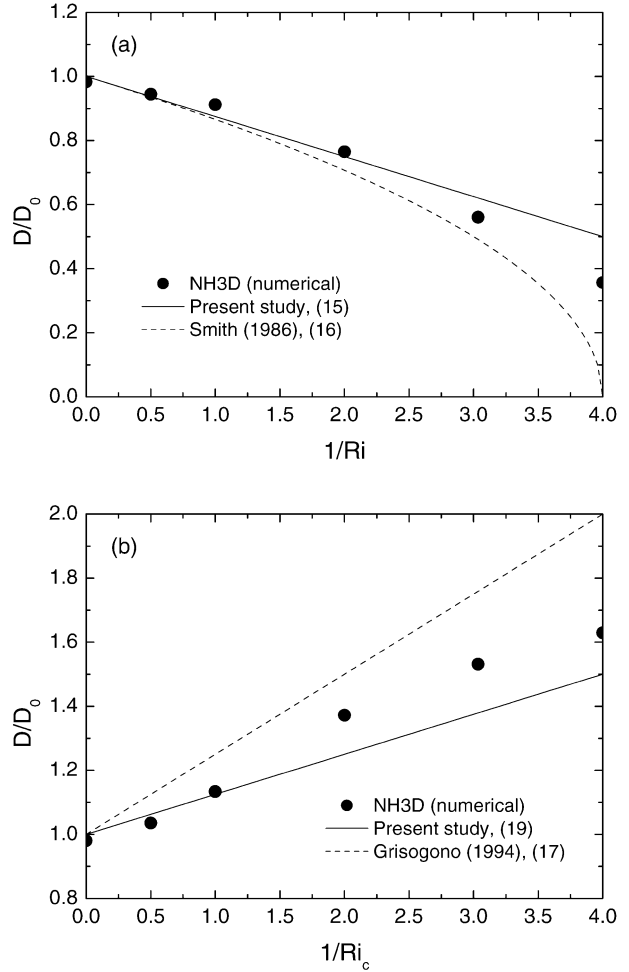 1.2
(a)
1.0
0.8
0.6
D/D₀
0.4
NH3D (numerical)
Present study, (15)
Smith (1986), (16)
0.2
0.0
0.0 0.5 1.0 1.5 2.0 2.5 3.0 3.5 4.0
1/Ri
2.0
(b)
1.8
1.6
1.4
D/D₀
1.2
1.0
NH3D (numerical)
Present study, (19)
Grisogono (1994), (17)
0.8
0.0 0.5 1.0 1.5 2.0 2.5 3.0 3.5 4.0
1/Ri_c